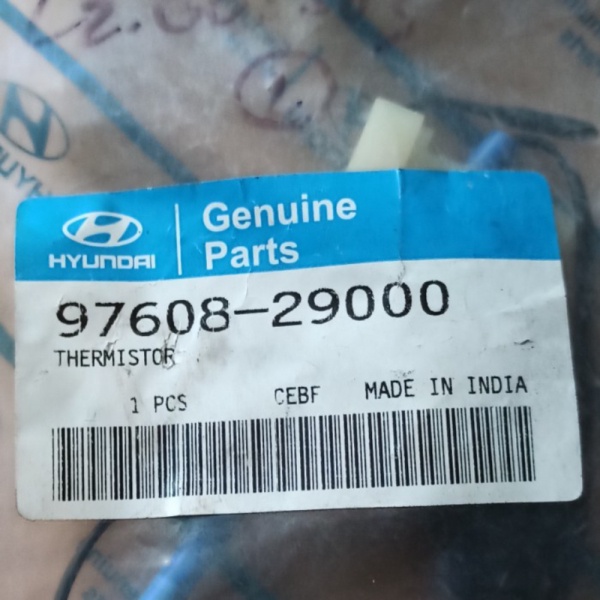 HYUNDAI
Genuine
Parts
97608-29000
THERMISTOR
1 PCS CEBF MADE IN INDIA